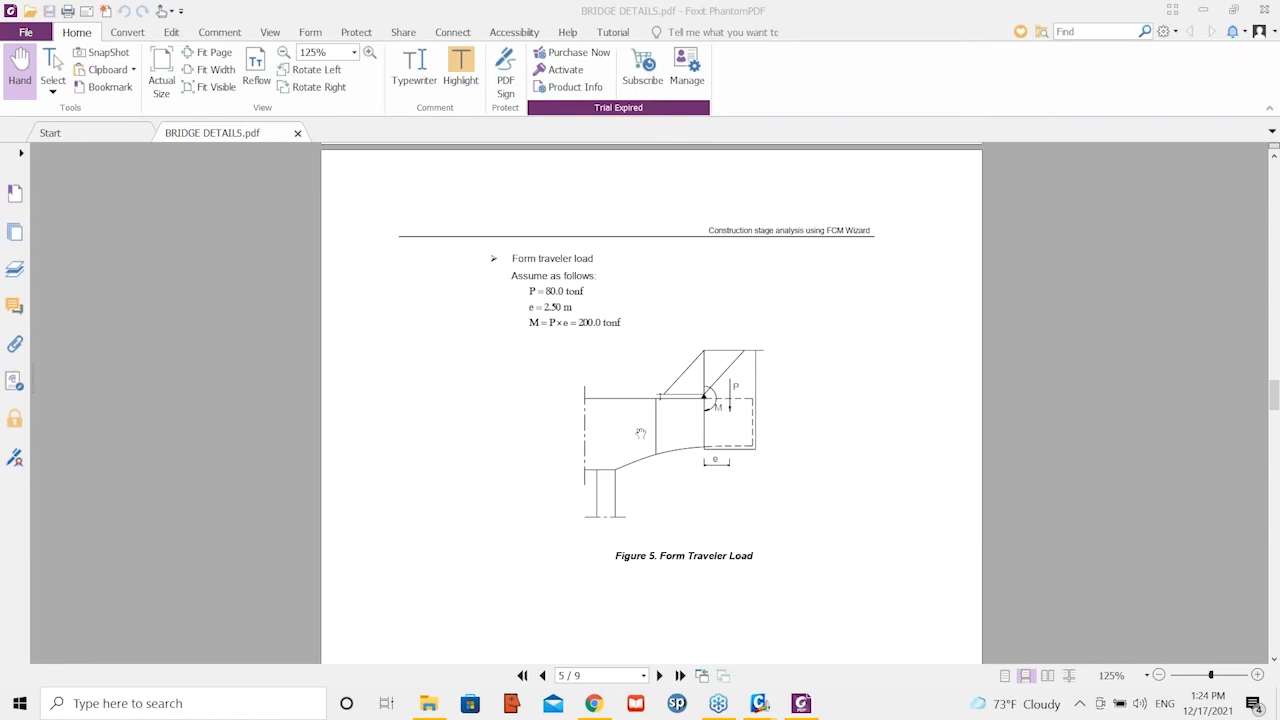 BRIDGE DETAILS.pdf - Foxit PhantomPDF
File Home Convert Edit Organize Comment View Form Protect Share Connect Accessibility Help Tutorial Tell me what you want to Find
Hand
Select
SnapShot
Clipboard
Bookmark
Tools
Actual Size
Fit Page
Fit Width
Fit Visible
Reflow
125%
Rotate Left
Rotate Right
View
Typewriter
Highlight
Comment
PDF Sign
Protect
Purchase Now
Activate
Product Info
Subscribe
Manage
Trial Expired
Start BRIDGE DETAILS.pdf
Construction stage analysis using FCM Wizard
Form traveler load
Assume as follows:
P = 80.0 tonf
e = 2.50 m
M = P×e = 200.0 tonf
P
M
e
Figure 5. Form Traveler Load
5 / 9 125%
Type here to search
sp
73°F Cloudy ENG
1:24 PM
12/17/2021
4